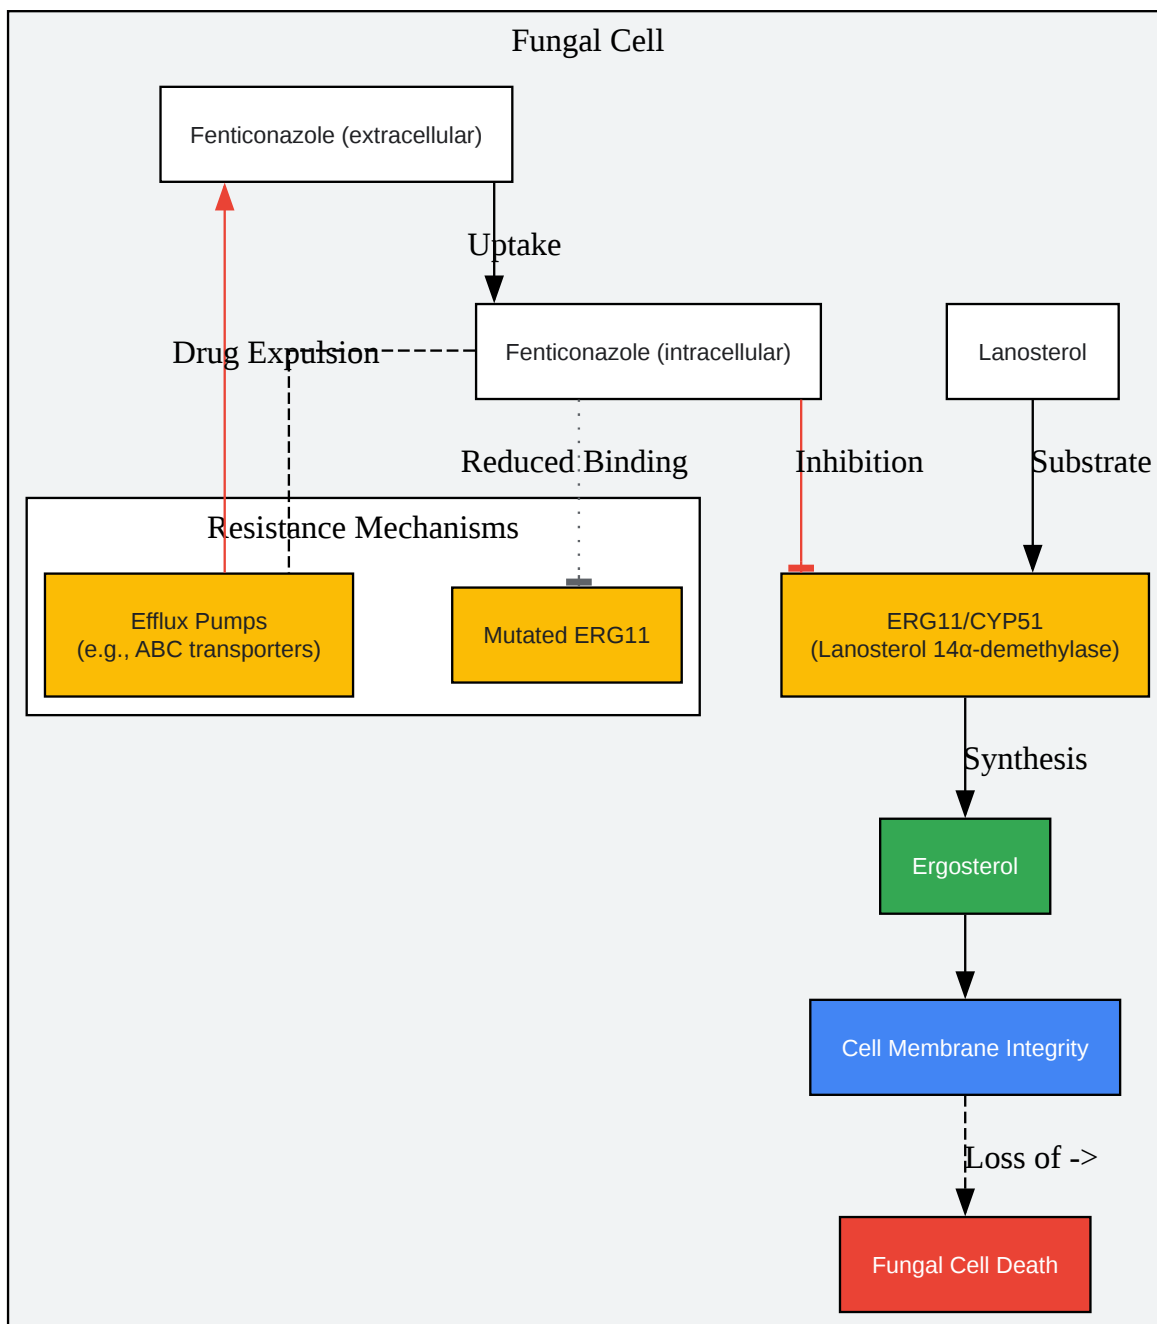 Fungal Cell
Fenticonazole (extracellular)
Uptake
Drug Expulsion
Fenticonazole (intracellular)
Lanosterol
Reduced Binding
Inhibition
Substrate
Resistance Mechanisms
Efflux Pumps
(e.g., ABC transporters)
Mutated ERG11
ERG11/CYP51
(Lanosterol 14α-demethylase)
Synthesis
Ergosterol
Cell Membrane Integrity
Loss of ->
Fungal Cell Death